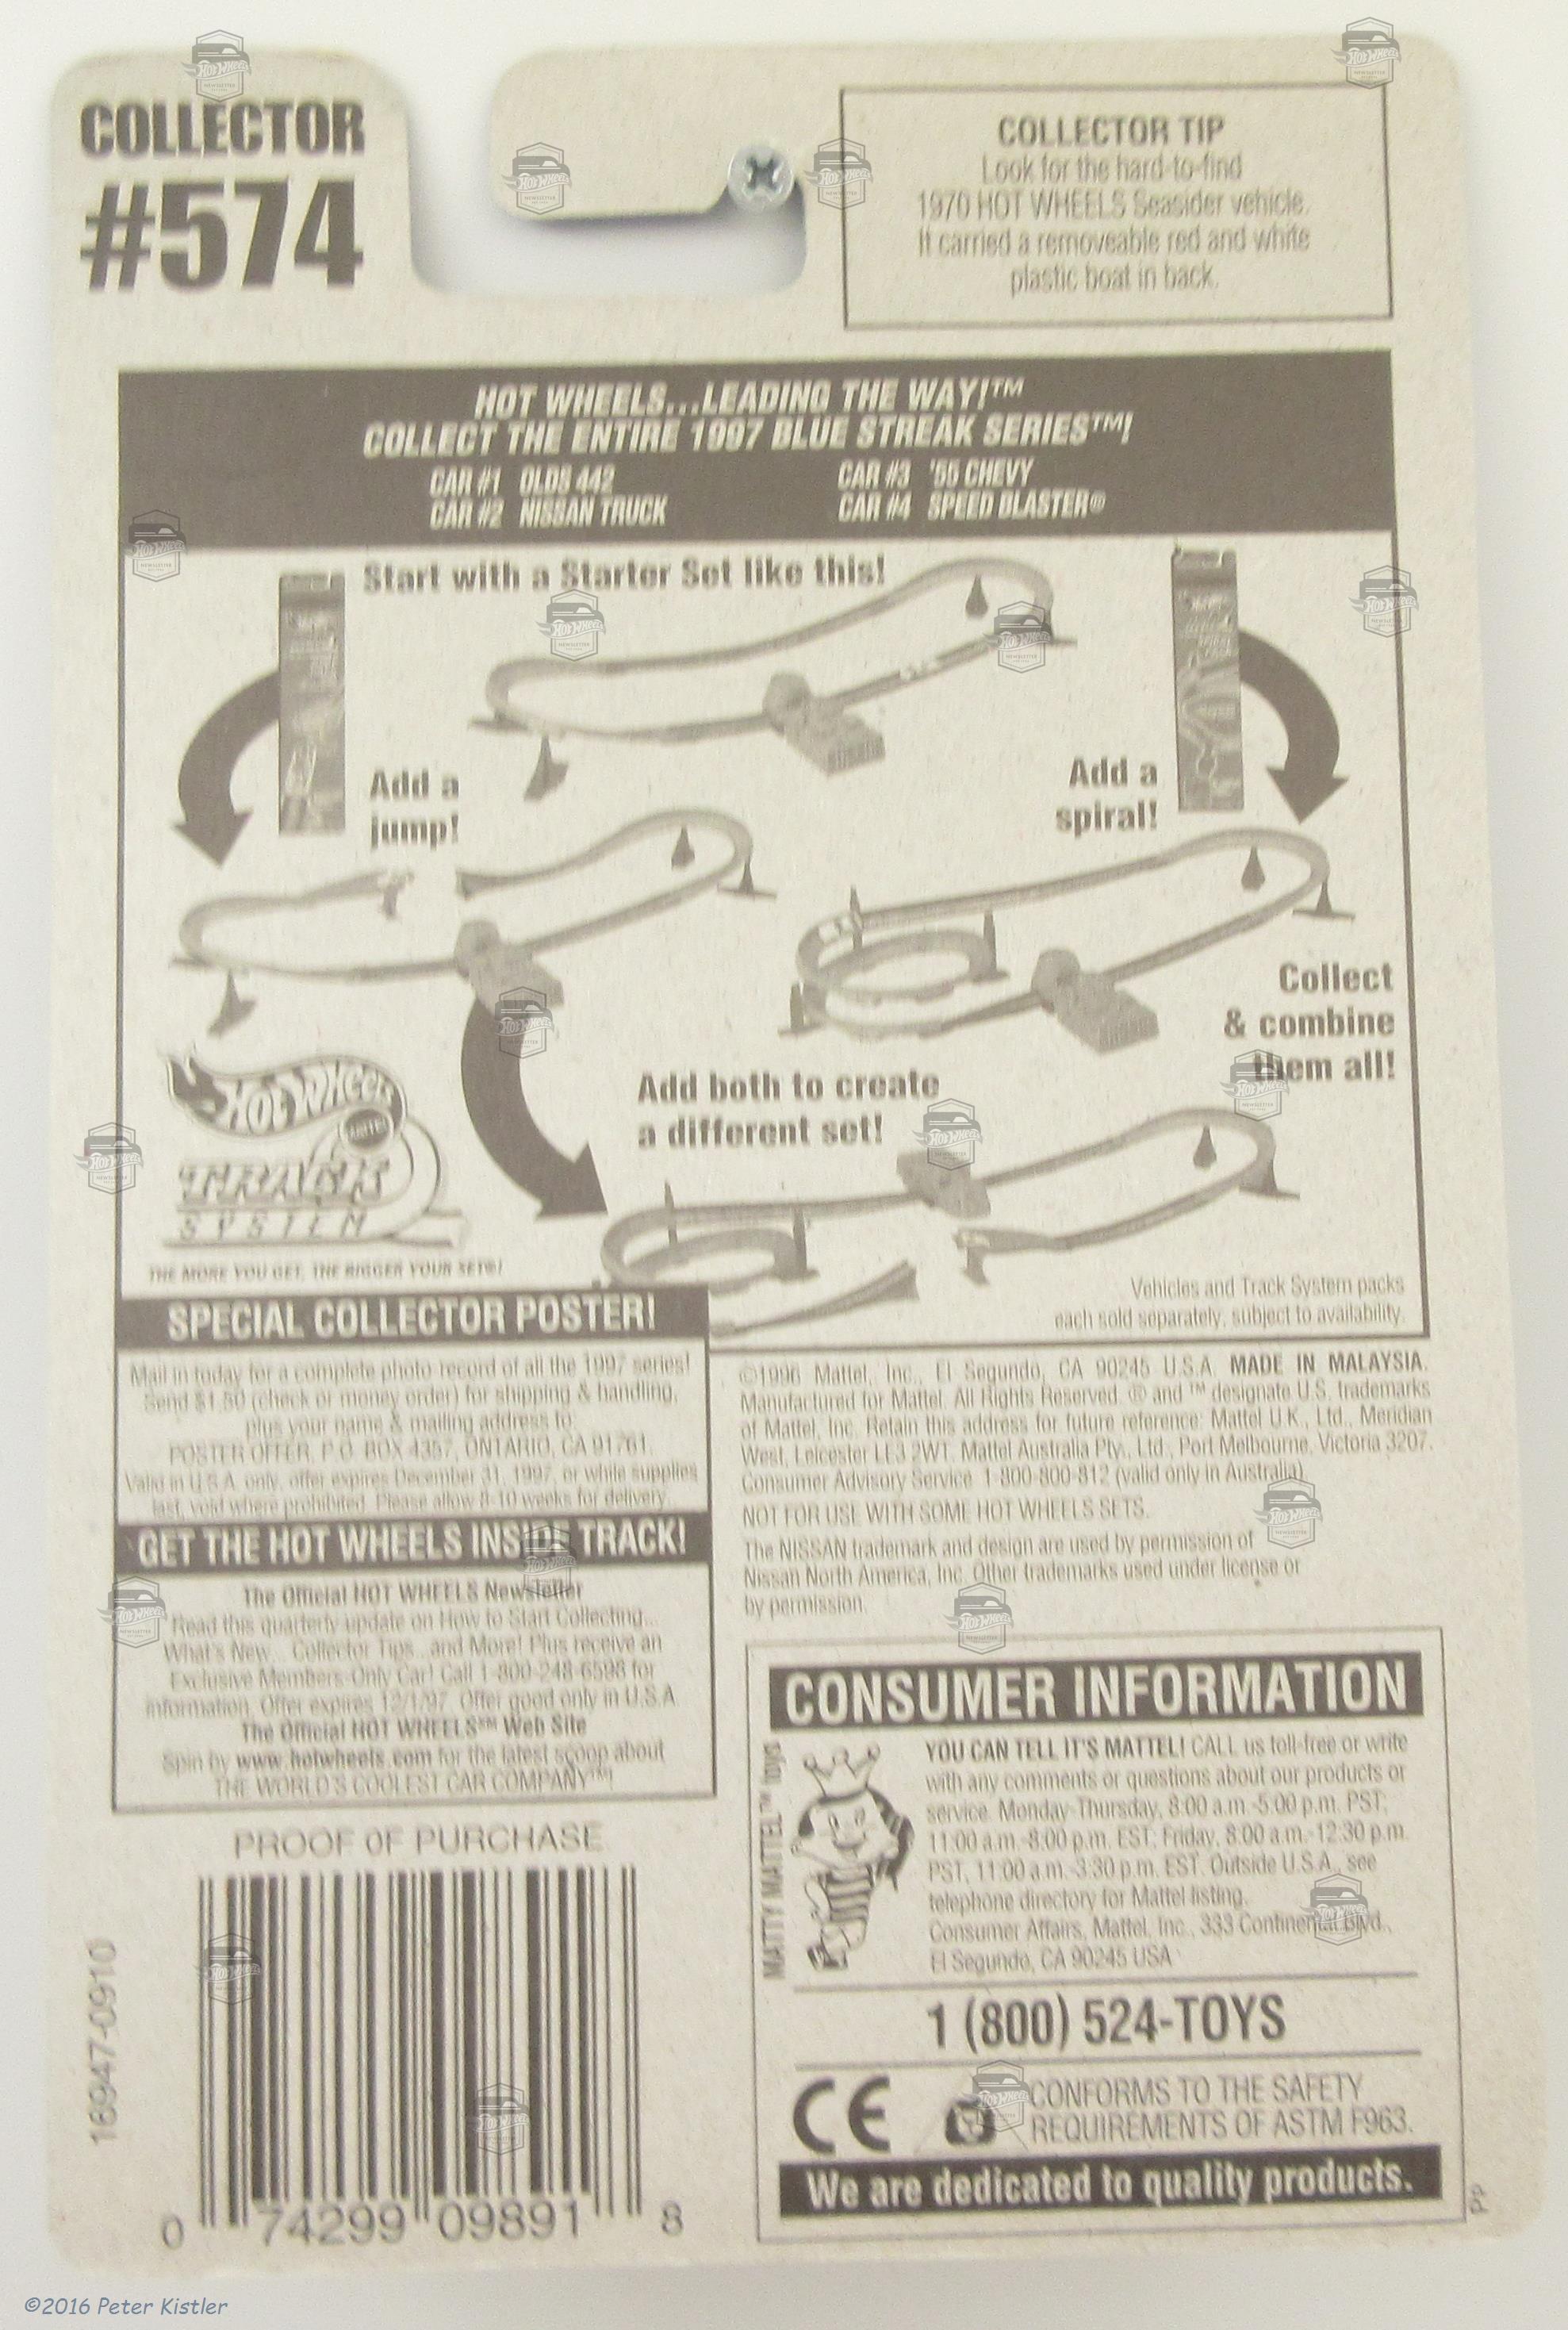 COLLECTOR
#574
COLLECTOR TIP
Look for the hard-to-find
1970 HOT WHEELS Seasider vehicle.
It carried a removeable red and white
plastic boat in back.
HOT WHEELS...LEADING THE WAY!™
COLLECT THE ENTIRE 1997 BLUE STREAK SERIES™!
CAR #1 OLDS 442
CAR #2 NISSAN TRUCK
CAR #3 '55 CHEVY
CAR #4 SPEED BLASTER®
Start with a Starter Set like this!
Add a
jump!
Add a
spiral!
Collect
& combine
them all!
Add both to create
a different set!
HOT WHEELS
MATTEL
TRACK
SYSTEM
THE MORE YOU GET, THE BIGGER YOUR SETS!
Vehicles and Track System packs
each sold separately, subject to availability.
SPECIAL COLLECTOR POSTER!
Mail in today for a complete photo record of all the 1997 series!
Send $1.50 (check or money order) for shipping & handling,
plus your name & mailing address to:
POSTER OFFER, P.O. BOX 4357, ONTARIO, CA 91761.
Valid in U.S.A. only, offer expires December 31, 1997, or while supplies
last, void where prohibited. Please allow 8-10 weeks for delivery.
GET THE HOT WHEELS INSIDE TRACK!
The Official HOT WHEELS Newsletter
Read this quarterly update on How to Start Collecting...
What's New... Collector Tips...and More! Plus receive an
Exclusive Members-Only Car! Call 1-800-248-6598 for
information. Offer expires 12/1/97. Offer good only in U.S.A.
The Official HOT WHEELS℠ Web Site
Spin by www.hotwheels.com for the latest scoop about
THE WORLD'S COOLEST CAR COMPANY™!
©1996 Mattel, Inc., El Segundo, CA 90245 U.S.A. MADE IN MALAYSIA.
Manufactured for Mattel. All Rights Reserved. ® and ™ designate U.S. trademarks
of Mattel, Inc. Retain this address for future reference: Mattel U.K., Ltd., Meridian
West, Leicester LE3 2WT. Mattel Australia Pty., Ltd., Port Melbourne, Victoria 3207.
Consumer Advisory Service 1-800-800-812 (valid only in Australia).
NOT FOR USE WITH SOME HOT WHEELS SETS.
The NISSAN trademark and design are used by permission of
Nissan North America, Inc. Other trademarks used under license or
by permission.
CONSUMER INFORMATION
MATTY MATTEL™ toys
YOU CAN TELL IT'S MATTEL! CALL us toll-free or write
with any comments or questions about our products or
service. Monday-Thursday, 8:00 a.m.-5:00 p.m. PST;
11:00 a.m.-8:00 p.m. EST; Friday, 8:00 a.m.-12:30 p.m.
PST, 11:00 a.m.-3:30 p.m. EST. Outside U.S.A., see
telephone directory for Mattel listing.
Consumer Affairs, Mattel, Inc., 333 Continental Blvd.,
El Segundo, CA 90245 USA
1 (800) 524-TOYS
CE
CONFORMS TO THE SAFETY
REQUIREMENTS OF ASTM F963.
We are dedicated to quality products.
PROOF OF PURCHASE
16947-0910
0 74299 09891 8
©2016 Peter Kistler